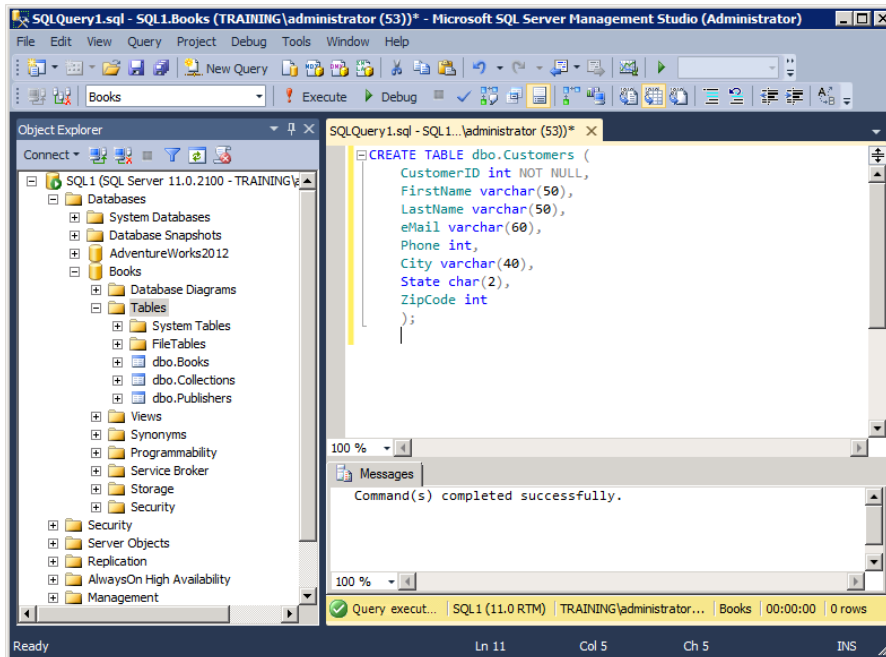 SQLQuery1.sql - SQL1.Books (TRAINING\administrator (53))* - Microsoft SQL Server Management Studio (Administrator)
File Edit View Query Project Debug Tools Window Help
New Query
Books
Execute
Debug
Object Explorer
Connect
SQL1 (SQL Server 11.0.2100 - TRAINING\
Databases
System Databases
Database Snapshots
AdventureWorks2012
Books
Database Diagrams
Tables
System Tables
FileTables
dbo.Books
dbo.Collections
dbo.Publishers
Views
Synonyms
Programmability
Service Broker
Storage
Security
Security
Server Objects
Replication
AlwaysOn High Availability
Management
SQLQuery1.sql - SQL1...\administrator (53))*
CREATE TABLE dbo.Customers (
CustomerID int NOT NULL,
FirstName varchar(50),
LastName varchar(50),
eMail varchar(60),
Phone int,
City varchar(40),
State char(2),
ZipCode int
);
100 %
Messages
Command(s) completed successfully.
100 %
Query execut... SQL1 (11.0 RTM) TRAINING\administrator... Books 00:00:00 0 rows
Ready Ln 11 Col 5 Ch 5 INS